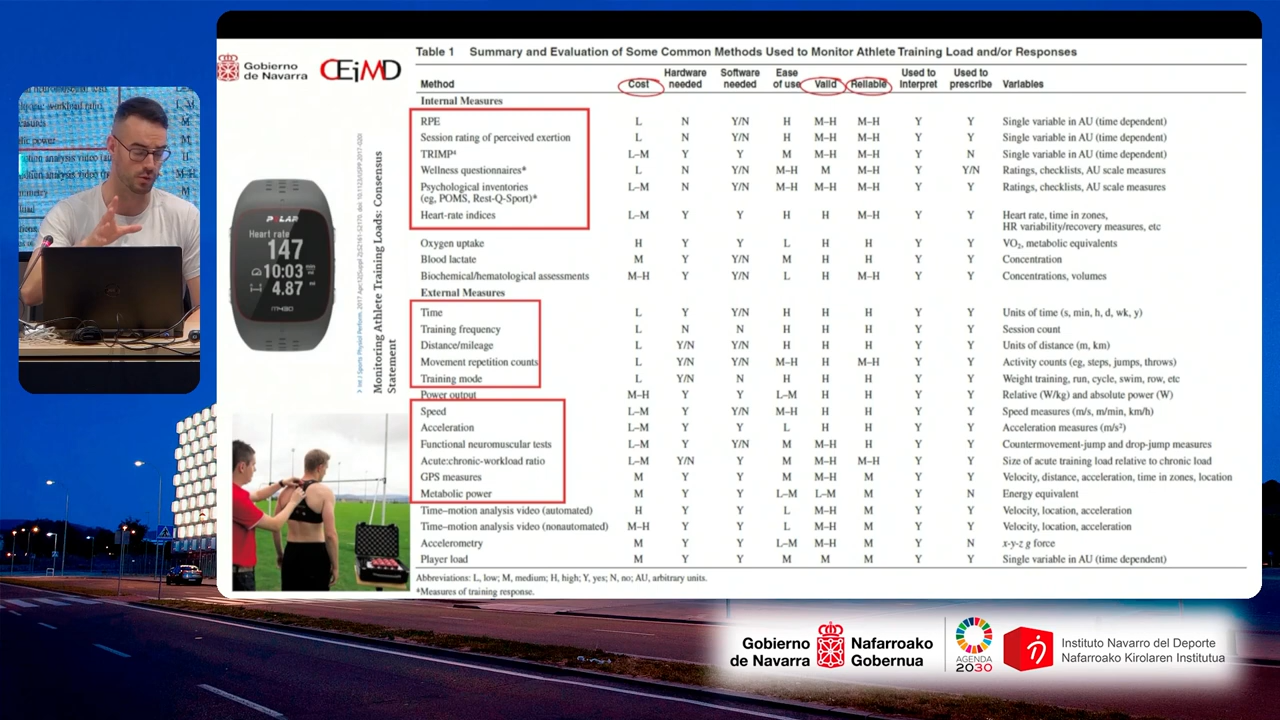 Gobierno
de Navarra
CEiMD
POLAR
Heart rate
147
10:03
4.87
M430
Monitoring Athlete Training Loads: Consensus
Statement
Table 1 Summary and Evaluation of Some Common Methods Used to Monitor Athlete Training Load and/or Responses
Method Cost Hardware needed Software needed Ease of use Valid Reliable Used to interpret Used to prescribe Variables
Internal Measures
RPE L N Y/N H M–H M–H Y Y Single variable in AU (time dependent)
Session rating of perceived exertion L N Y/N H M–H M–H Y Y Single variable in AU (time dependent)
TRIMP⁴ L–M Y Y M M–H M–H Y N Single variable in AU (time dependent)
Wellness questionnaires* L N Y/N M–H M M–H Y Y/N Ratings, checklists, AU scale measures
Psychological inventories L–M N Y/N M–H M–H M–H Y Y Ratings, checklists, AU scale measures
(eg, POMS, Rest-Q-Sport)*
Heart-rate indices L–M Y Y H H M–H Y Y Heart rate, time in zones,
HR variability/recovery measures, etc
Oxygen uptake H Y Y L H H Y Y VO₂, metabolic equivalents
Blood lactate M Y Y/N M H H Y Y Concentration
Biochemical/hematological assessments M–H Y Y/N L H M–H Y Y Concentrations, volumes
External Measures
Time L Y Y/N H H H Y Y Units of time (s, min, h, d, wk, y)
Training frequency L N N H H H Y Y Session count
Distance/mileage L Y/N Y/N H H H Y Y Units of distance (m, km)
Movement repetition counts L Y/N Y/N M–H H M–H Y Y Activity counts (eg, steps, jumps, throws)
Training mode L Y/N N H H H Y Y Weight training, run, cycle, swim, row, etc
Power output M–H Y Y L–M H H Y Y Relative (W/kg) and absolute power (W)
Speed L–M Y Y/N M–H H H Y Y Speed measures (m/s, m/min, km/h)
Acceleration L–M Y Y L H H Y Y Acceleration measures (m/s²)
Functional neuromuscular tests L–M Y Y/N M M–H H Y Y Countermovement-jump and drop-jump measures
Acute:chronic-workload ratio L–M Y/N Y M M–H M–H Y Y Size of acute training load relative to chronic load
GPS measures M Y Y M M–H M Y Y Velocity, distance, acceleration, time in zones, location
Metabolic power M Y Y L–M L–M M Y N Energy equivalent
Time–motion analysis video (automated) H Y Y L M–H M Y Y Velocity, location, acceleration
Time–motion analysis video (nonautomated) M–H Y Y L M–H M Y Y Velocity, location, acceleration
Accelerometry M Y Y L–M M–H M Y N x-y-z g force
Player load M Y Y M M M Y Y Single variable in AU (time dependent)
Abbreviations: L, low; M, medium; H, high; Y, yes; N, no; AU, arbitrary units.
*Measures of training response.
Gobierno
de Navarra
Nafarroako
Gobernua
AGENDA
2030
Instituto Navarro del Deporte
Nafarroako Kirolaren Institutua